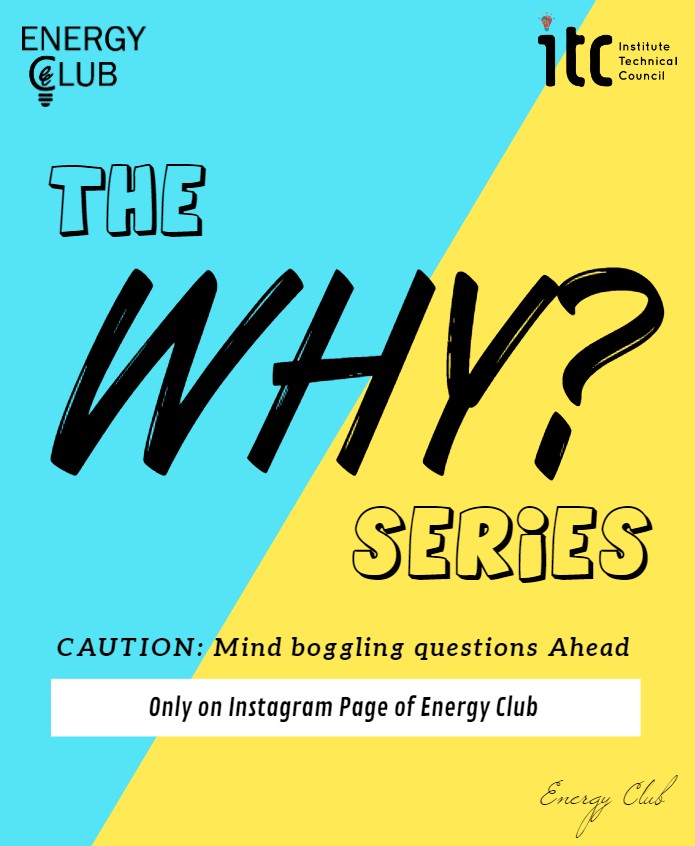 ENERGY
CLUB
itc
Institute
Technical
Council
THE
WHY?
SERiES
CAUTION: Mind boggling questions Ahead
Only on Instagram Page of Energy Club
Energy Club